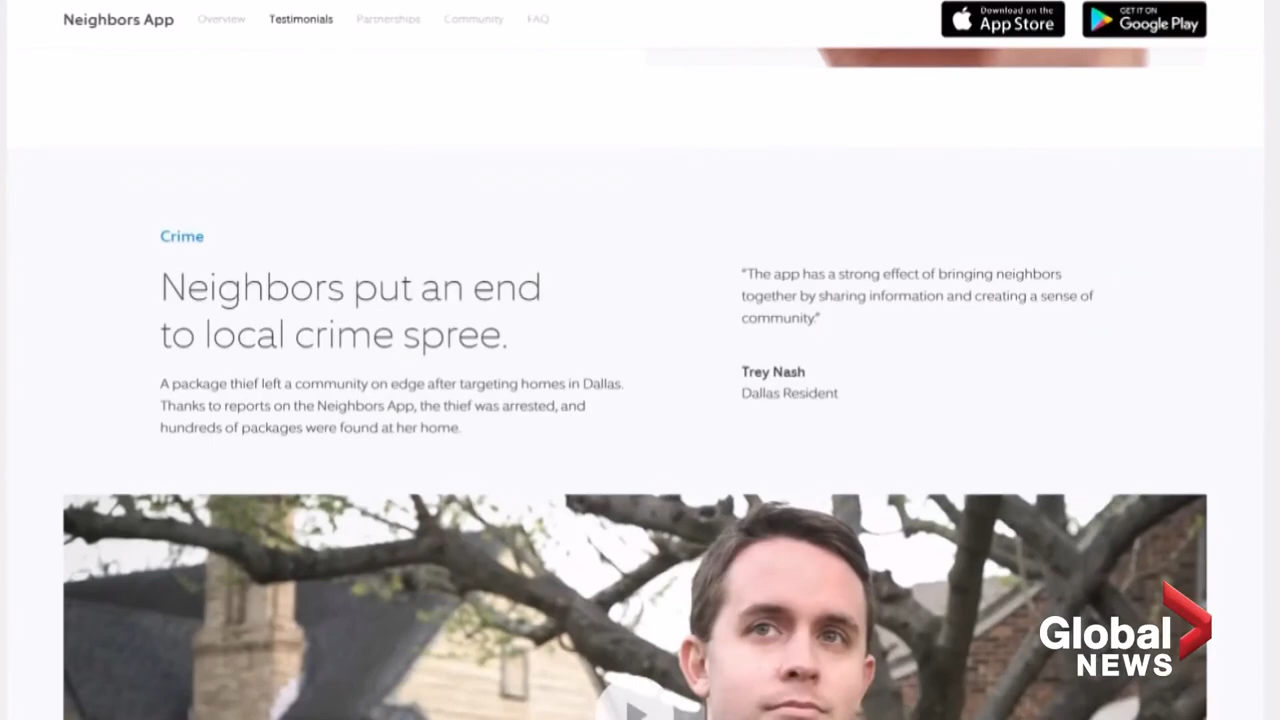 Neighbors App Overview Testimonials Partnerships Community FAQ
Download on the
App Store
GET IT ON
Google Play
Crime
Neighbors put an end
to local crime spree.
A package thief left a community on edge after targeting homes in Dallas.
Thanks to reports on the Neighbors App, the thief was arrested, and
hundreds of packages were found at her home.
"The app has a strong effect of bringing neighbors
together by sharing information and creating a sense of
community."
Trey Nash
Dallas Resident
Global
NEWS